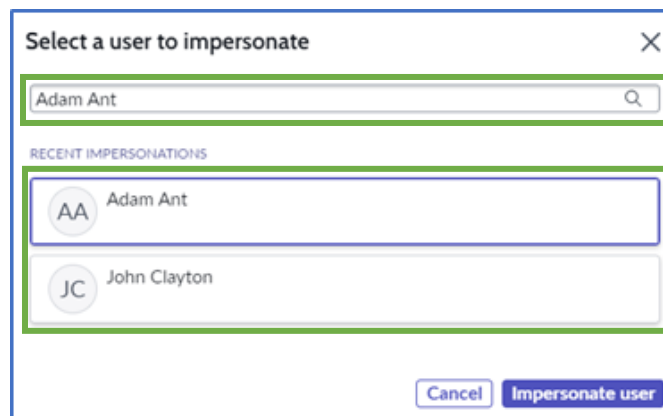 Select a user to impersonate
Adam Ant
RECENT IMPERSONATIONS
AA Adam Ant
JC John Clayton
Cancel Impersonate user